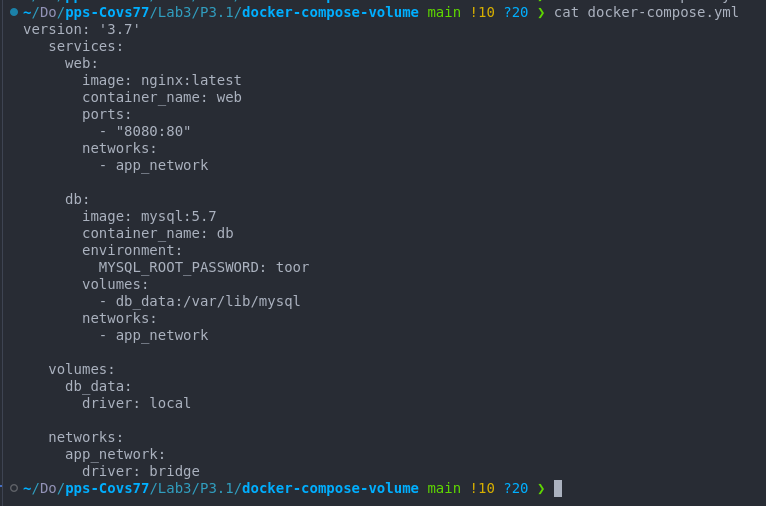 ~/Do/pps-Covs77/Lab3/P3.1/docker-compose-volume main !10 ?20 ❯ cat docker-compose.yml
version: '3.7'
   services:
     web:
       image: nginx:latest
       container_name: web
       ports:
         - "8080:80"
       networks:
         - app_network

     db:
       image: mysql:5.7
       container_name: db
       environment:
         MYSQL_ROOT_PASSWORD: toor
       volumes:
         - db_data:/var/lib/mysql
       networks:
         - app_network

   volumes:
     db_data:
       driver: local

   networks:
     app_network:
       driver: bridge
~/Do/pps-Covs77/Lab3/P3.1/docker-compose-volume main !10 ?20 ❯